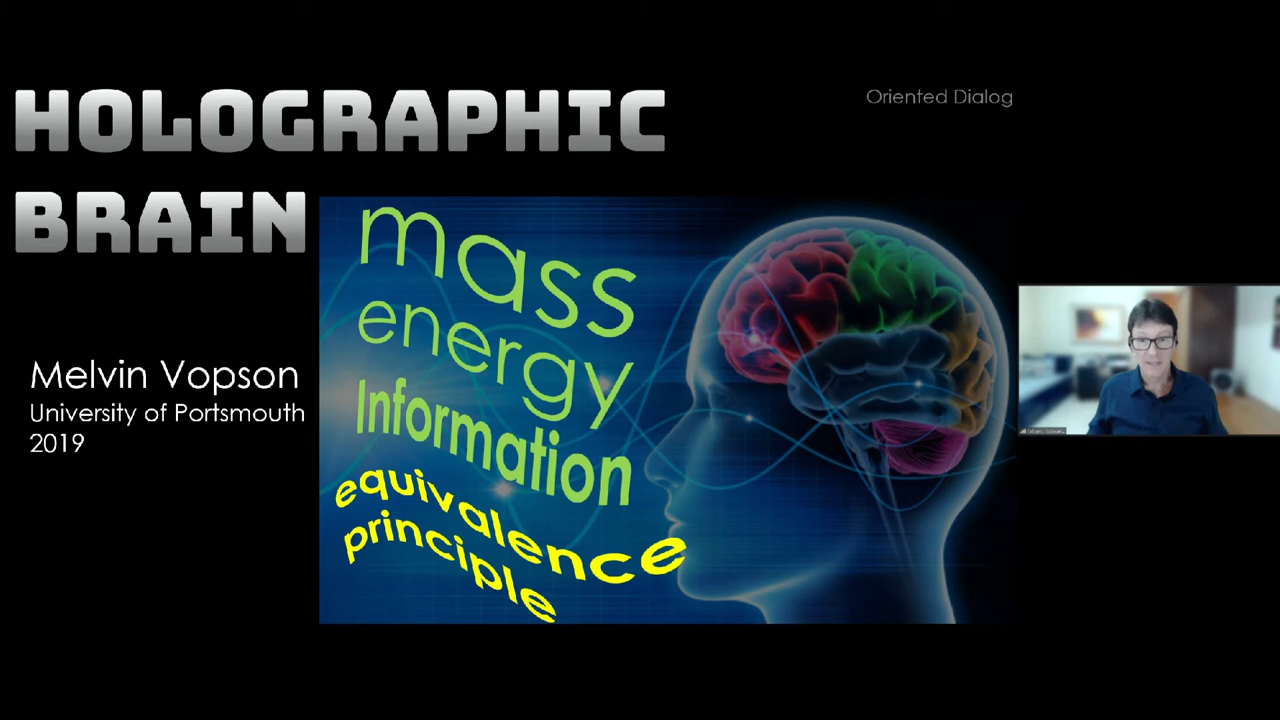 HOLOGRAPHIC
BRAIN
Oriented Dialog
Melvin Vopson
University of Portsmouth
2019
mass
energy
Information
equivalence
principle